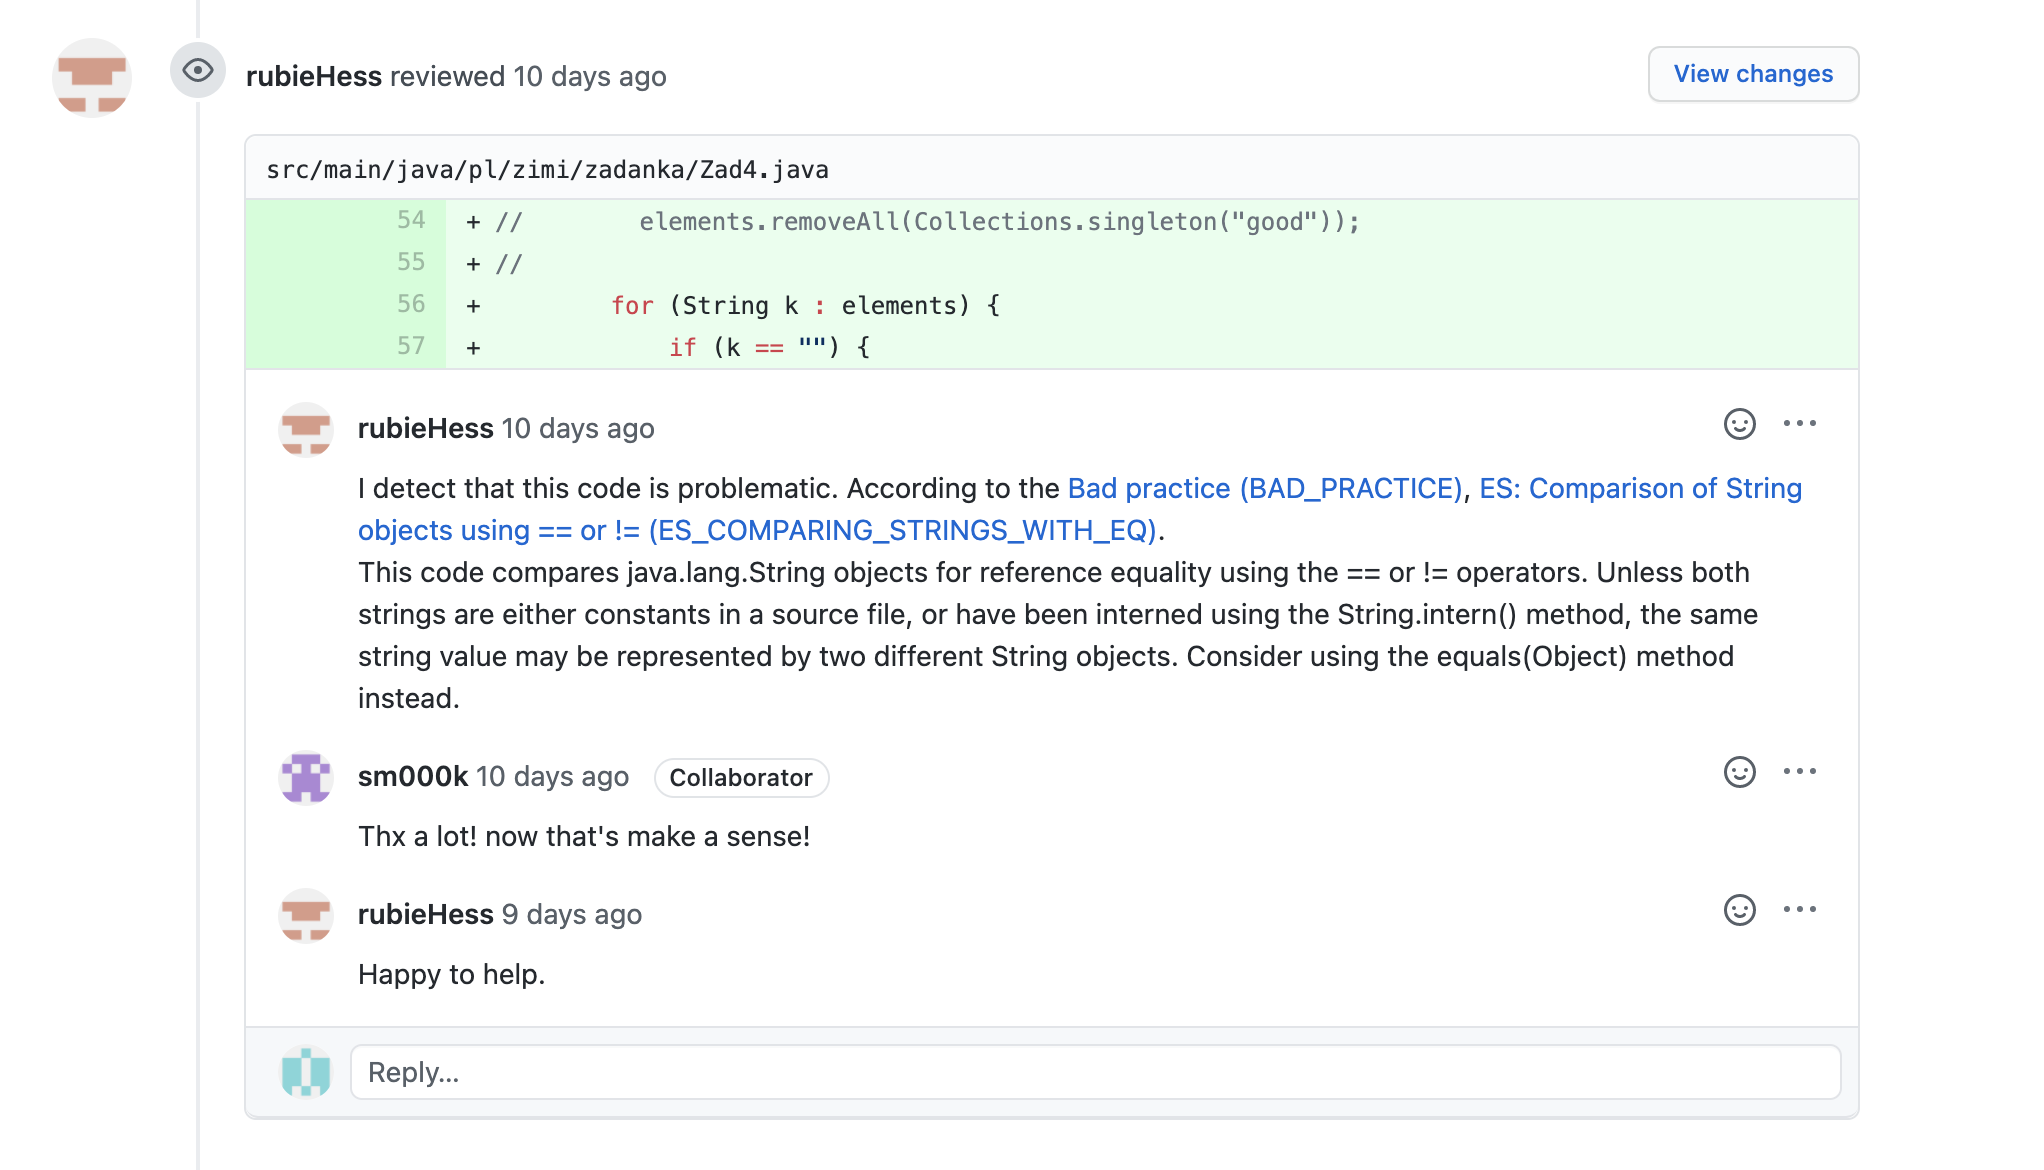 rubieHess reviewed 10 days ago
View changes
src/main/java/pl/zimi/zadanka/Zad4.java
54 + //        elements.removeAll(Collections.singleton("good"));
55 + //
56 +         for (String k : elements) {
57 +             if (k == "") {
rubieHess 10 days ago
I detect that this code is problematic. According to the Bad practice (BAD_PRACTICE), ES: Comparison of String
objects using == or != (ES_COMPARING_STRINGS_WITH_EQ).
This code compares java.lang.String objects for reference equality using the == or != operators. Unless both
strings are either constants in a source file, or have been interned using the String.intern() method, the same
string value may be represented by two different String objects. Consider using the equals(Object) method
instead.
sm000k 10 days ago Collaborator
Thx a lot! now that's make a sense!
rubieHess 9 days ago
Happy to help.
Reply...